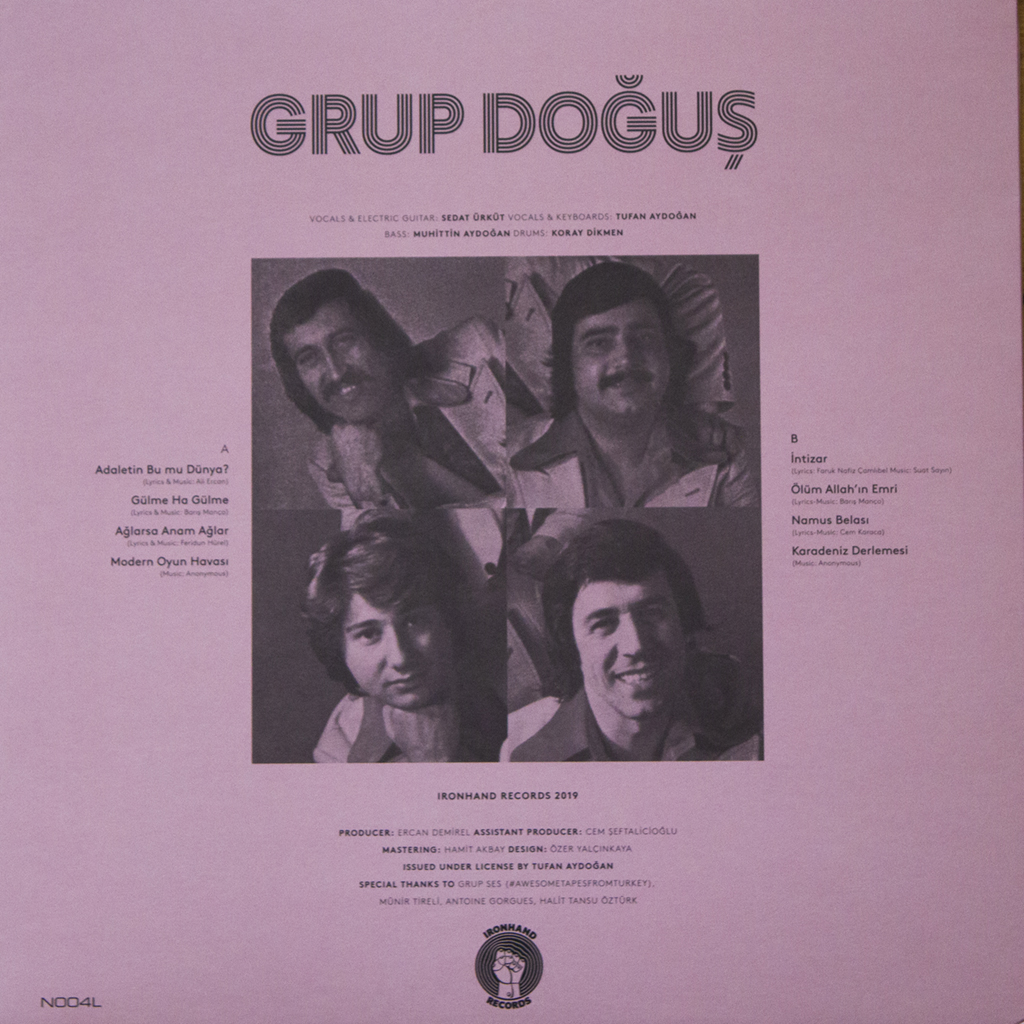 GRUP DOĞUŞ
VOCALS & ELECTRIC GUITAR: SEDAT ÜRKÜT VOCALS & KEYBOARDS: TUFAN AYDOĞAN
BASS: MUHİTTİN AYDOĞAN DRUMS: KORAY DİKMEN
A
Adaletin Bu mu Dünya?
(Lyrics & Music: Ali Ercan)
Gülme Ha Gülme
(Lyrics & Music: Barış Manço)
Ağlarsa Anam Ağlar
(Lyrics & Music: Feridun Hürel)
Modern Oyun Havası
(Music: Anonymous)
B
İntizar
(Lyrics: Faruk Nafiz Çamlıbel Music: Suat Sayın)
Ölüm Allah'ın Emri
(Lyrics-Music: Barış Manço)
Namus Belası
(Lyrics-Music: Cem Karaca)
Karadeniz Derlemesi
(Music: Anonymous)
IRONHAND RECORDS 2019
PRODUCER: ERCAN DEMİREL ASSISTANT PRODUCER: CEM ŞEFTALİCİOĞLU
MASTERING: HAMİT AKBAY DESIGN: ÖZER YALÇINKAYA
ISSUED UNDER LICENSE BY TUFAN AYDOĞAN
SPECIAL THANKS TO GRUP SES (#AWESOMETAPESFROMTURKEY),
MÜNİR TİRELİ, ANTOINE GORGUES, HALİT TANSU ÖZTÜRK
IRONHAND
RECORDS
N004L